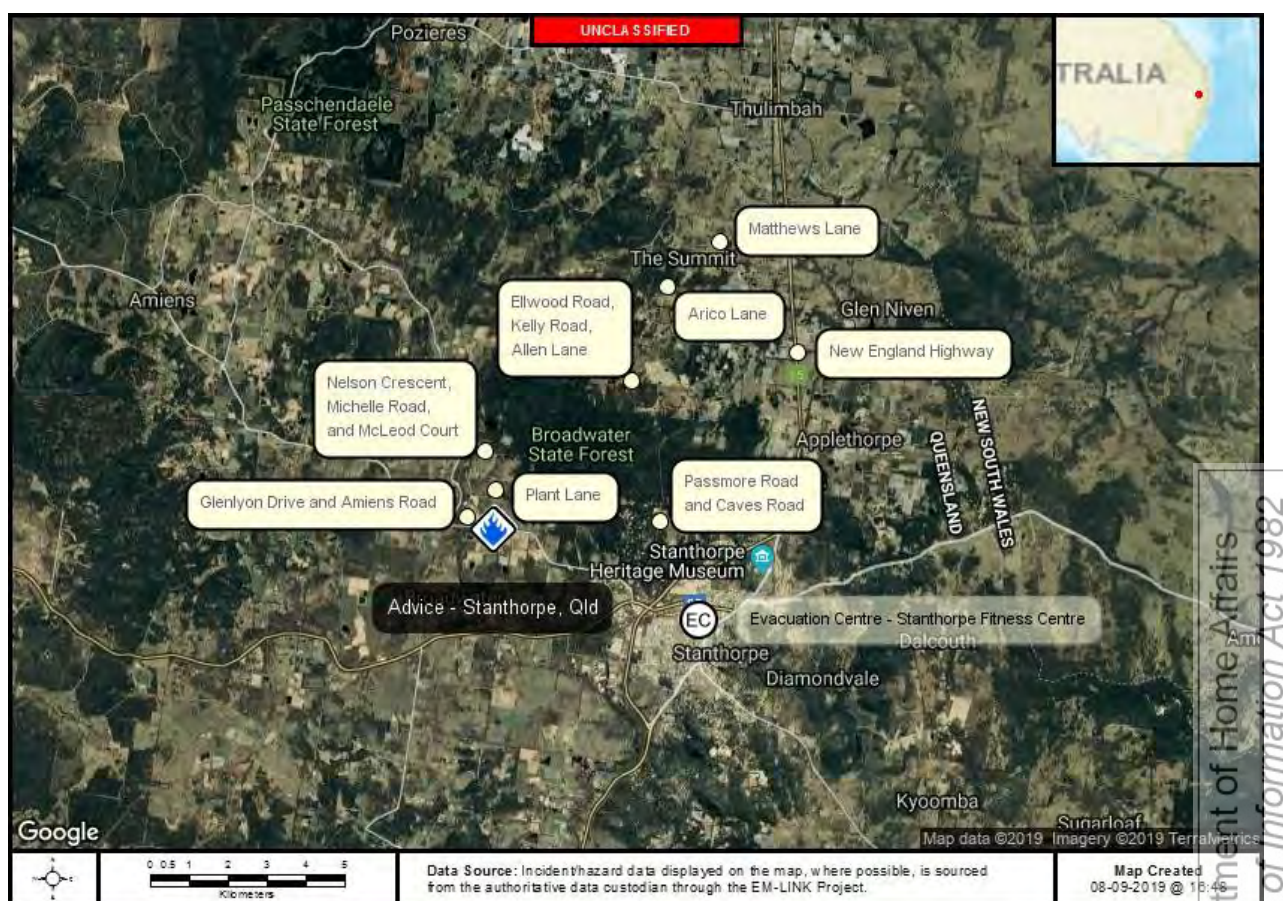 UNCLASSIFIED
Pozieres
TRALIA
Passchendaele
State Forest
Thulimbah
Matthews Lane
The Summit
Amiens
Ellwood Road,
Kelly Road,
Allen Lane
Arico Lane
Glen Niven
New England Highway
15
Nelson Crescent,
Michelle Road,
and McLeod Court
Broadwater
State Forest
Applethorpe
QUEENSLAND
NEW SOUTH WALES
Glenlyon Drive and Amiens Road
Plant Lane
Passmore Road
and Caves Road
Stanthorpe
Heritage Museum
Advice - Stanthorpe, Qld
EC
Evacuation Centre - Stanthorpe Fitness Centre
Stanthorpe
Dalcouth
Diamondvale
Kyoomba
Sugarloaf
Google
Map data ©2019 Imagery ©2019 TerraMetrics
0 0.5 1 2 3 4 5
Kilometers
Data Source: Incident/hazard data displayed on the map, where possible, is sourced
from the authoritative data custodian through the EM-LINK Project.
Map Created
08-09-2019 @
tment of Home Affairs
of Information Act 1982